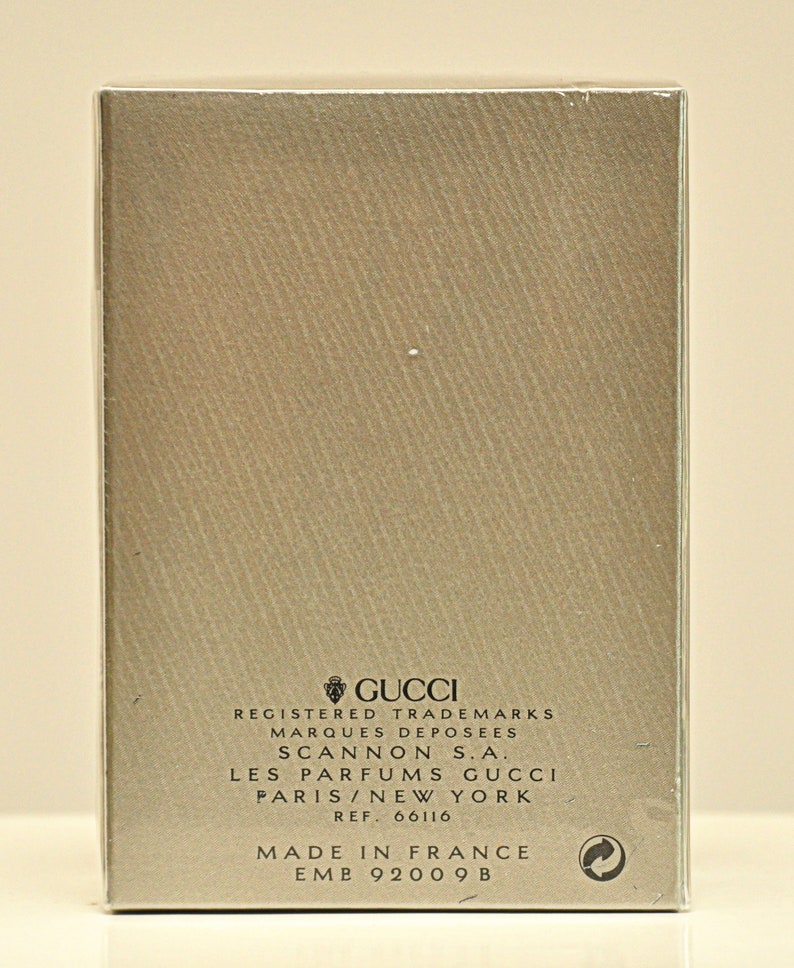 GUCCI
REGISTERED TRADEMARKS
MARQUES DEPOSEES
SCANNON S.A.
LES PARFUMS GUCCI
PARIS/NEW YORK
REF. 66116
MADE IN FRANCE
EMB 92009B